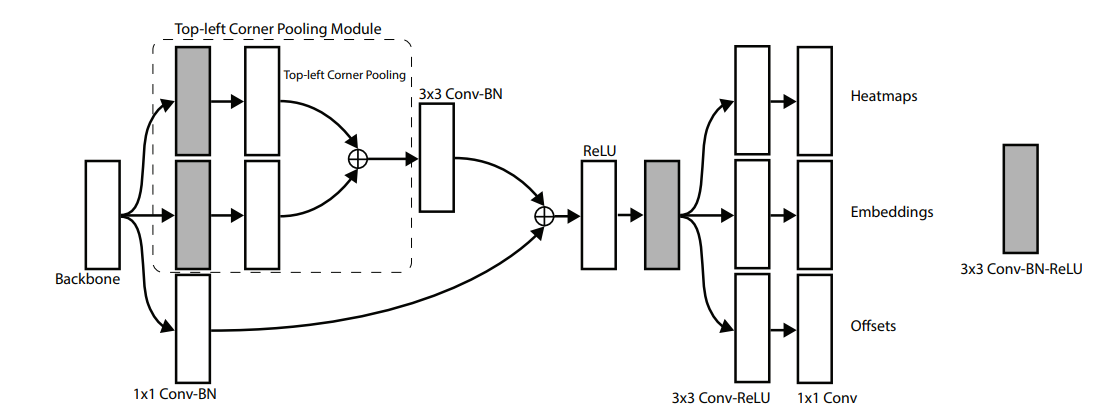 Top-left Corner Pooling Module
Top-left Corner Pooling
3x3 Conv-BN
Backbone
1x1 Conv-BN
ReLU
Heatmaps
Embeddings
Offsets
3x3 Conv-ReLU
1x1 Conv
3x3 Conv-BN-ReLU